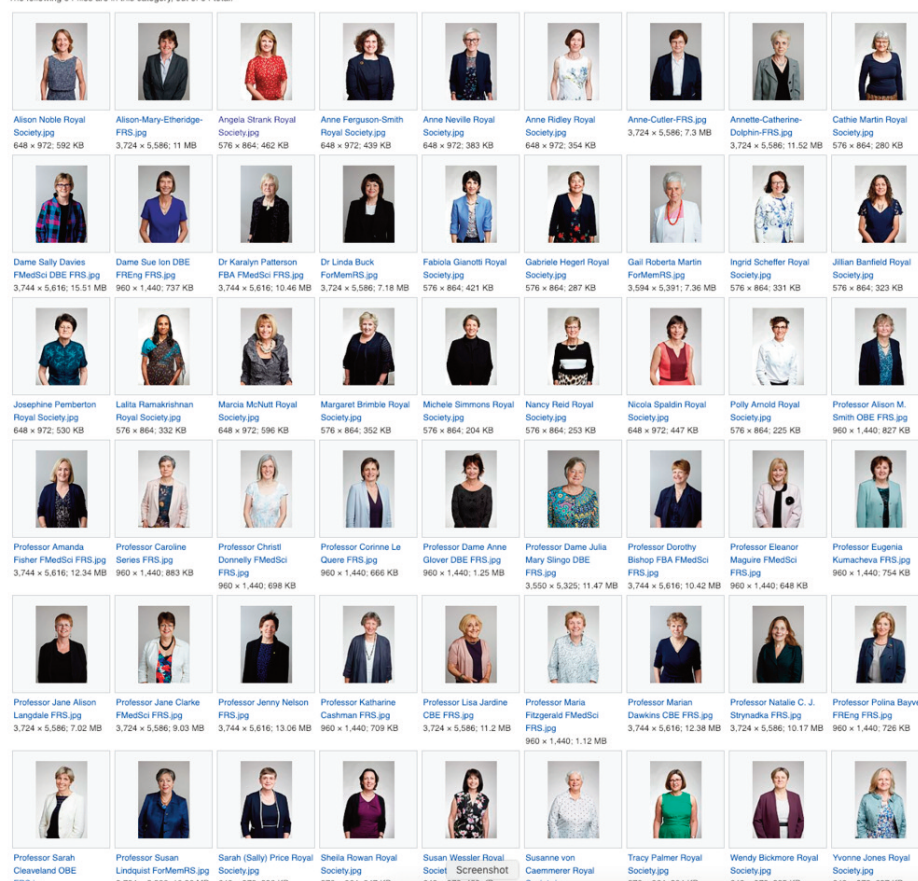 Alison Noble Royal
Society.jpg
648 × 972; 592 KB
Alison-Mary-Etheridge-
FRS.jpg
3,724 × 5,586; 11 MB
Angela Strank Royal
Society.jpg
576 × 864; 462 KB
Anne Ferguson-Smith
Royal Society.jpg
648 × 972; 439 KB
Anne Neville Royal
Society.jpg
648 × 972; 383 KB
Anne Ridley Royal
Society.jpg
648 × 972; 354 KB
Anne-Cutler-FRS.jpg
3,724 × 5,586; 7.3 MB
Annette-Catherine-
Dolphin-FRS.jpg
3,724 × 5,586; 11.52 MB
Cathie Martin Royal
Society.jpg
576 × 864; 280 KB
Dame Sally Davies
FMedSci DBE FRS.jpg
3,744 × 5,616; 15.51 MB
Dame Sue Ion DBE
FREng FRS.jpg
960 × 1,440; 737 KB
Dr Karalyn Patterson
FBA FMedSci FRS.jpg
3,744 × 5,616; 10.46 MB
Dr Linda Buck
ForMemRS.jpg
3,724 × 5,586; 7.18 MB
Fabiola Gianotti Royal
Society.jpg
576 × 864; 421 KB
Gabriele Hegerl Royal
Society.jpg
576 × 864; 287 KB
Gail Roberta Martin
ForMemRS.jpg
3,594 × 5,391; 7.36 MB
Ingrid Scheffer Royal
Society.jpg
576 × 864; 331 KB
Jillian Banfield Royal
Society.jpg
576 × 864; 323 KB
Josephine Pemberton
Royal Society.jpg
648 × 972; 530 KB
Lalita Ramakrishnan
Royal Society.jpg
576 × 864; 332 KB
Marcia McNutt Royal
Society.jpg
648 × 972; 596 KB
Margaret Brimble Royal
Society.jpg
576 × 864; 352 KB
Michele Simmons Royal
Society.jpg
576 × 864; 204 KB
Nancy Reid Royal
Society.jpg
576 × 864; 253 KB
Nicola Spaldin Royal
Society.jpg
648 × 972; 447 KB
Polly Arnold Royal
Society.jpg
576 × 864; 225 KB
Professor Alison M.
Smith OBE FRS.jpg
960 × 1,440; 827 KB
Professor Amanda
Fisher FMedSci FRS.jpg
3,744 × 5,616; 12.34 MB
Professor Caroline
Series FRS.jpg
960 × 1,440; 883 KB
Professor Christl
Donnelly FMedSci
FRS.jpg
960 × 1,440; 698 KB
Professor Corinne Le
Quere FRS.jpg
960 × 1,440; 666 KB
Professor Dame Anne
Glover DBE FRS.jpg
960 × 1,440; 1.25 MB
Professor Dame Julia
Mary Slingo DBE
FRS.jpg
3,550 × 5,325; 11.47 MB
Professor Dorothy
Bishop FBA FMedSci
FRS.jpg
3,744 × 5,616; 10.42 MB
Professor Eleanor
Maguire FMedSci
FRS.jpg
960 × 1,440; 648 KB
Professor Eugenia
Kumacheva FRS.jpg
960 × 1,440; 754 KB
Professor Jane Alison
Langdale FRS.jpg
3,724 × 5,586; 7.02 MB
Professor Jane Clarke
FMedSci FRS.jpg
3,724 × 5,586; 9.03 MB
Professor Jenny Nelson
FRS.jpg
3,744 × 5,616; 13.06 MB
Professor Katharine
Cashman FRS.jpg
960 × 1,440; 709 KB
Professor Lisa Jardine
CBE FRS.jpg
3,724 × 5,586; 11.2 MB
Professor Maria
Fitzgerald FMedSci
FRS.jpg
960 × 1,440; 1.12 MB
Professor Marian
Dawkins CBE FRS.jpg
3,744 × 5,616; 12.38 MB
Professor Natalie C. J.
Strynadka FRS.jpg
3,724 × 5,586; 10.17 MB
Professor Polina Bayve
FREng FRS.jpg
960 × 1,440; 726 KB
Professor Sarah
Cleaveland OBE
Professor Susan
Lindquist ForMemRS.jpg
Sarah (Sally) Price Royal
Society.jpg
Sheila Rowan Royal
Society.jpg
Susan Wessler Royal
Societ
Screenshot
Susanne von
Caemmerer Royal
Tracy Palmer Royal
Society.jpg
Wendy Bickmore Royal
Society.jpg
Yvonne Jones Royal
Society.jpg